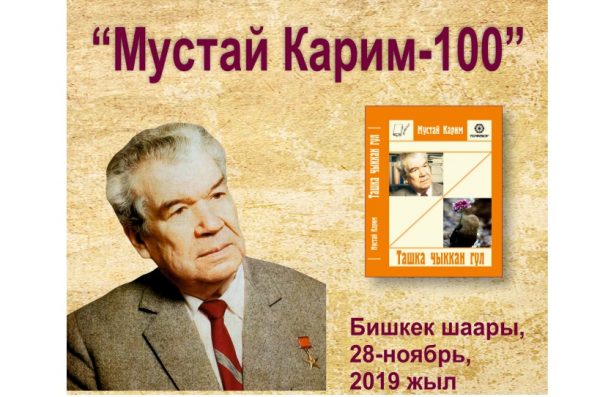 “Мустай Карим-100”
Мустай Карим
Ташка чыккан гүл
Мустай Карим
Ташка чыккан гүл
Бишкек шаары,
28-ноябрь,
2019 жыл